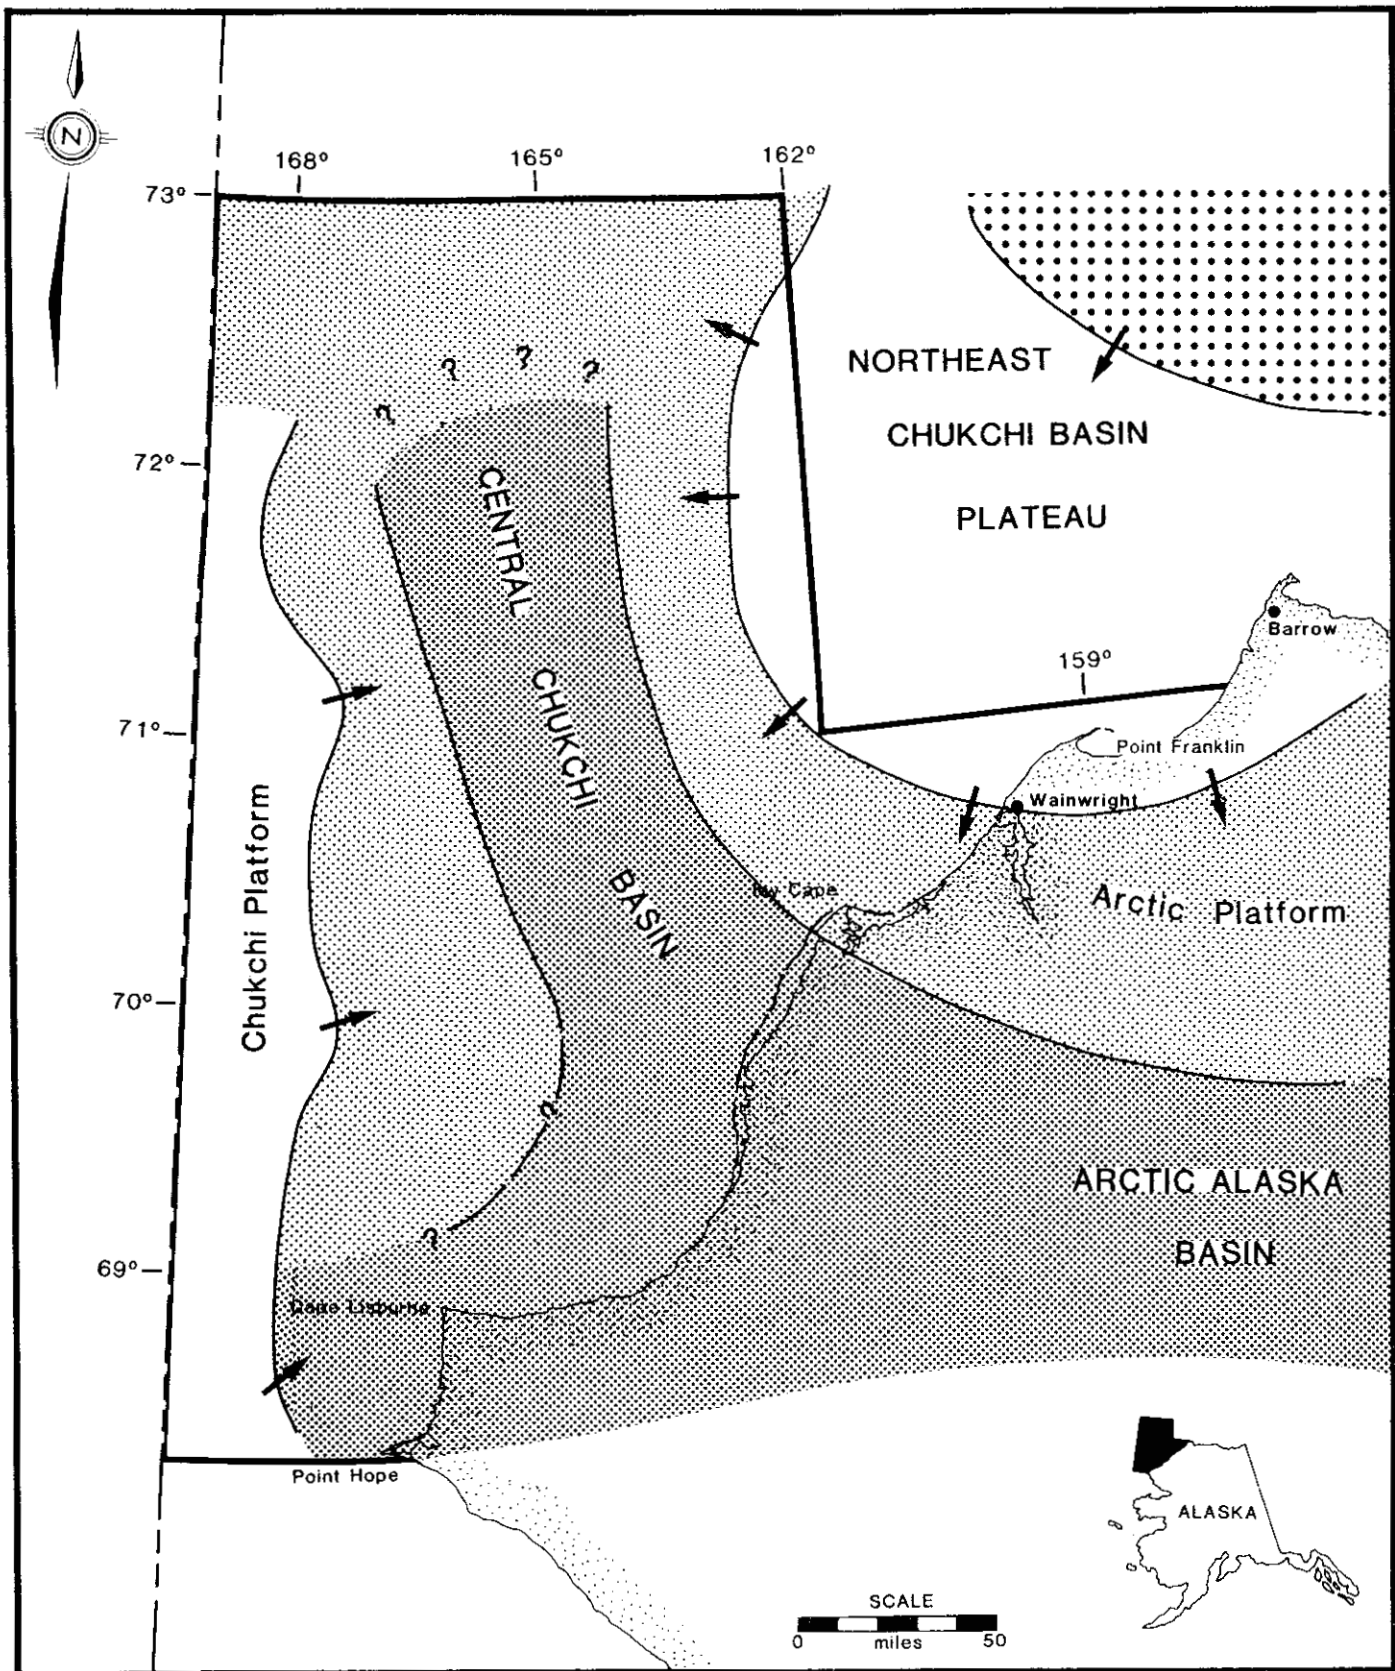 N
168°
165°
162°
73°
NORTHEAST
CHUKCHI BASIN
PLATEAU
?
?
?
?
72°
CENTRAL
CHUKCHI
BASIN
Barrow
159°
71°
Point Franklin
Wainwright
Chukchi Platform
Icy Cape
Arctic Platform
70°
?
ARCTIC ALASKA
BASIN
?
69°
Cape Lisburne
Point Hope
ALASKA
SCALE
0 miles 50